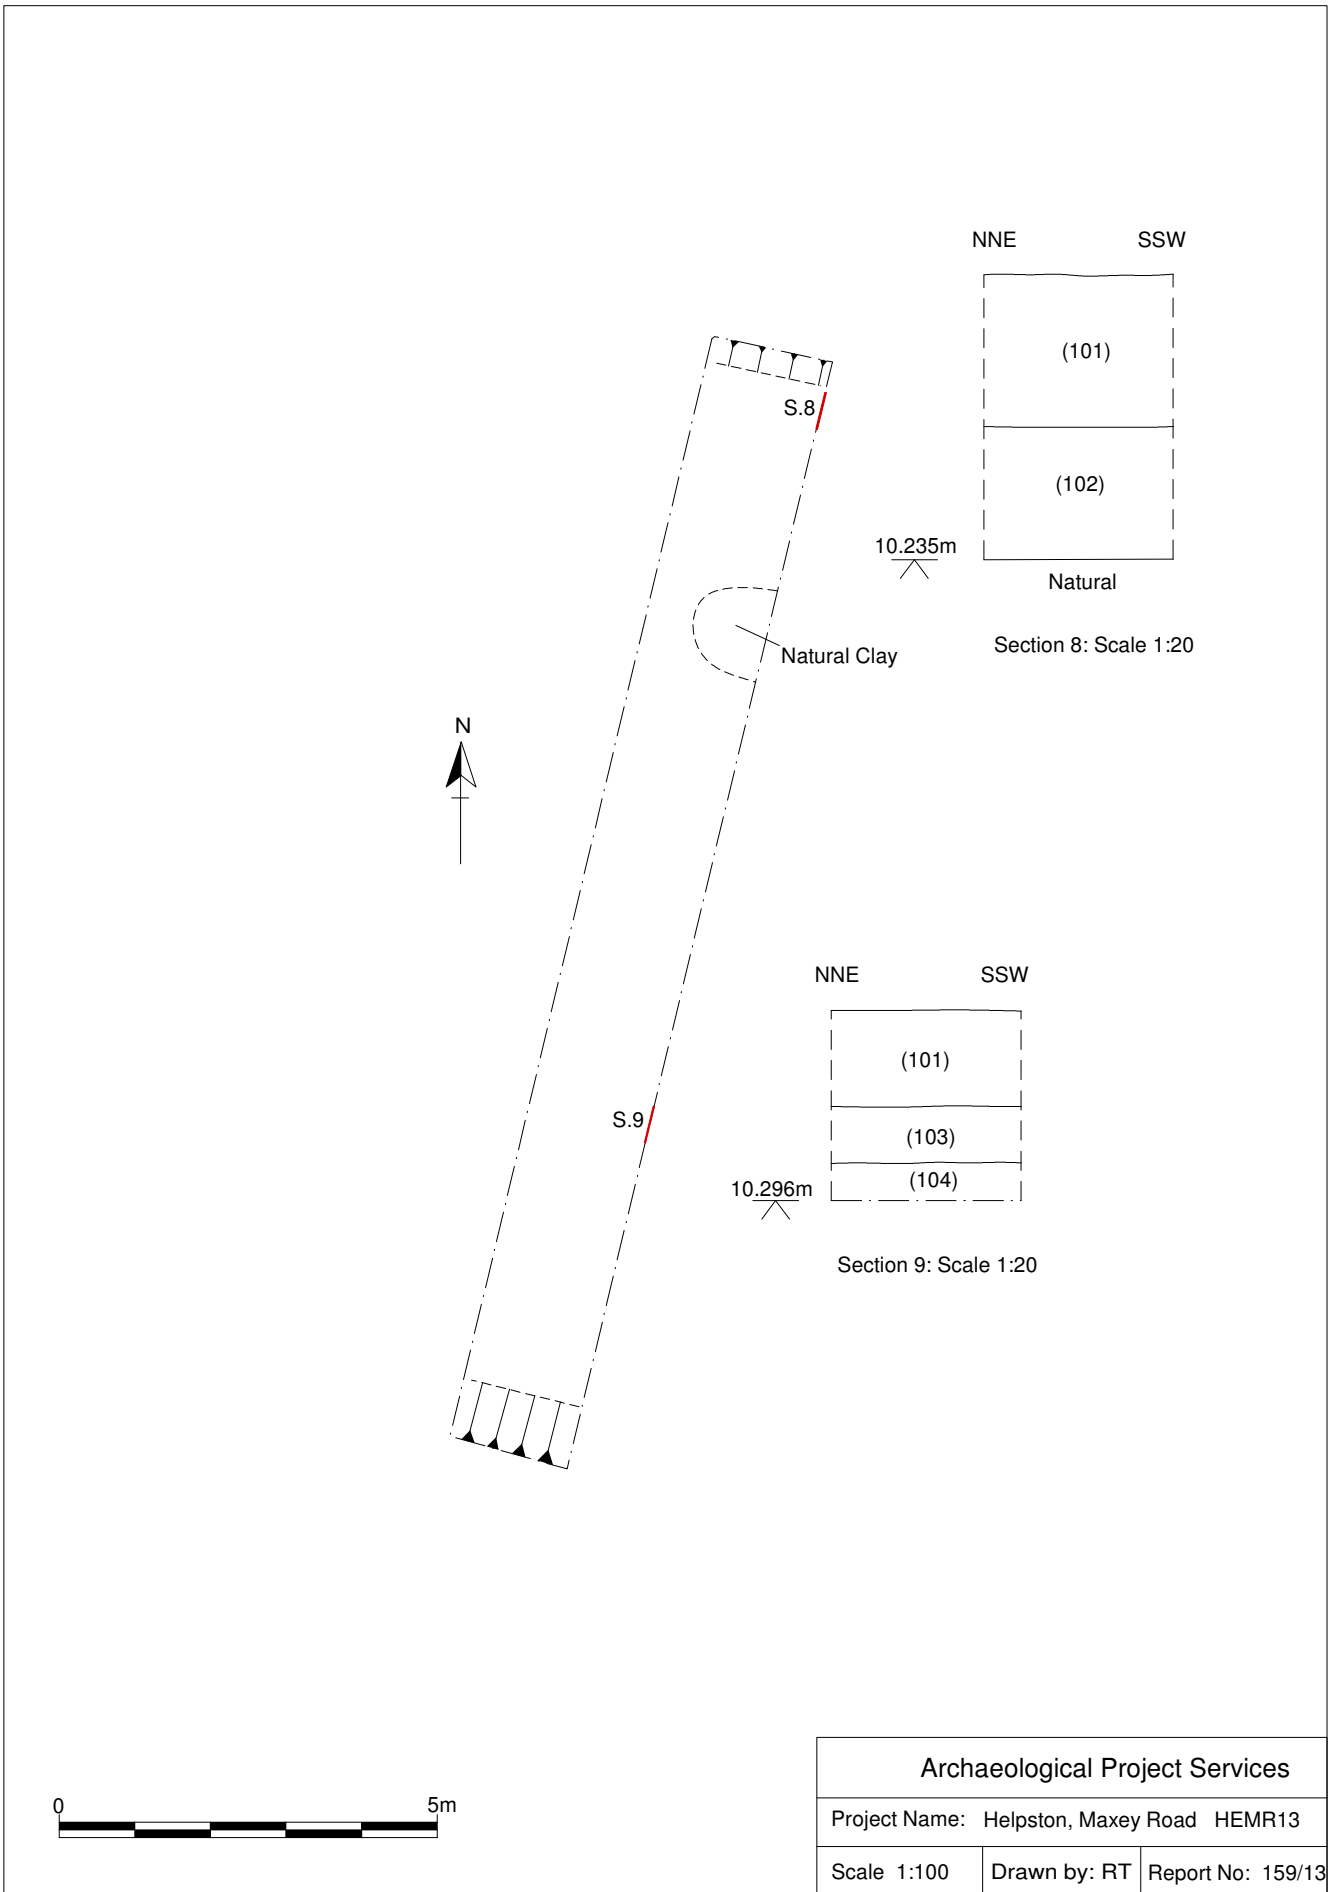 NNE SSW
(101)
S.8
(102)
10.235m
Natural
Section 8: Scale 1:20
Natural Clay
N
NNE SSW
(101)
S.9
(103)
(104)
10.296m
Section 9: Scale 1:20
0 5m
Archaeological Project Services
Project Name: Helpston, Maxey Road HEMR13
Scale 1:100 Drawn by: RT Report No: 159/13